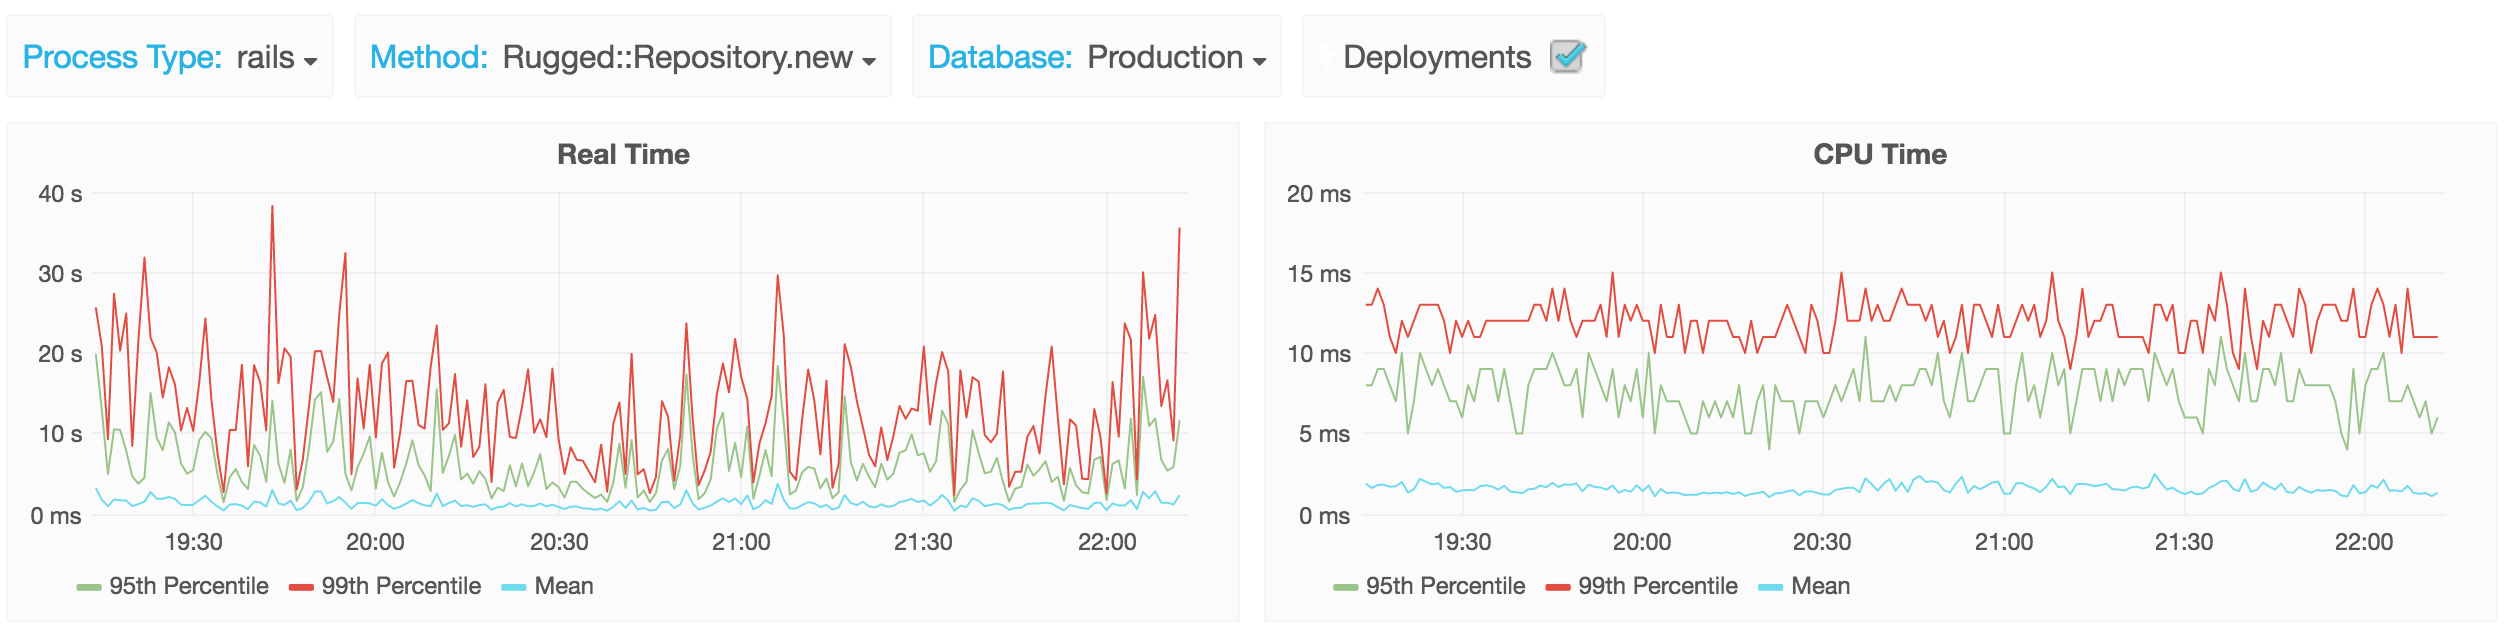 Process Type: rails
Method: Rugged::Repository.new
Database: Production
Deployments
Real Time
40 s
30 s
20 s
10 s
0 ms
19:30 20:00 20:30 21:00 21:30 22:00
95th Percentile 99th Percentile Mean
CPU Time
20 ms
15 ms
10 ms
5 ms
0 ms
19:30 20:00 20:30 21:00 21:30 22:00
95th Percentile 99th Percentile Mean